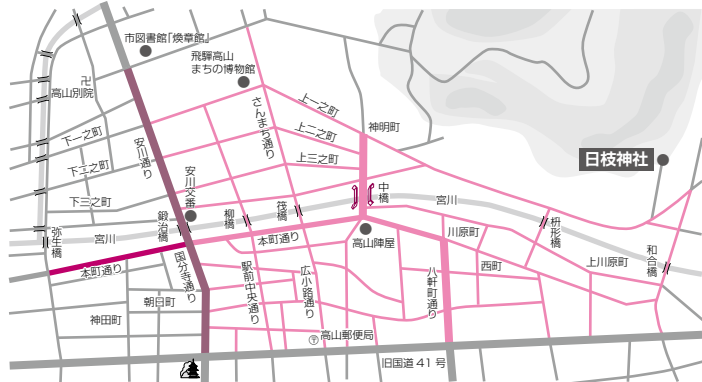 市図書館「煥章館」
飛騨高山
まちの博物館
卍
高山別院
さんまち通り
上一之町
上二之町
上三之町
神明町
下一之町
下二之町
下三之町
安川通り
安川交番
日枝神社
中橋
宮川
柳橋
筏橋
鍛冶橋
弥生橋
宮川
本町通り
本町通り
国分寺通り
高山陣屋
川原町
枡形橋
和合橋
上川原町
西町
八軒町通り
駅前中央通り
広小路通り
朝日町
神田町
〒高山郵便局
旧国道41号